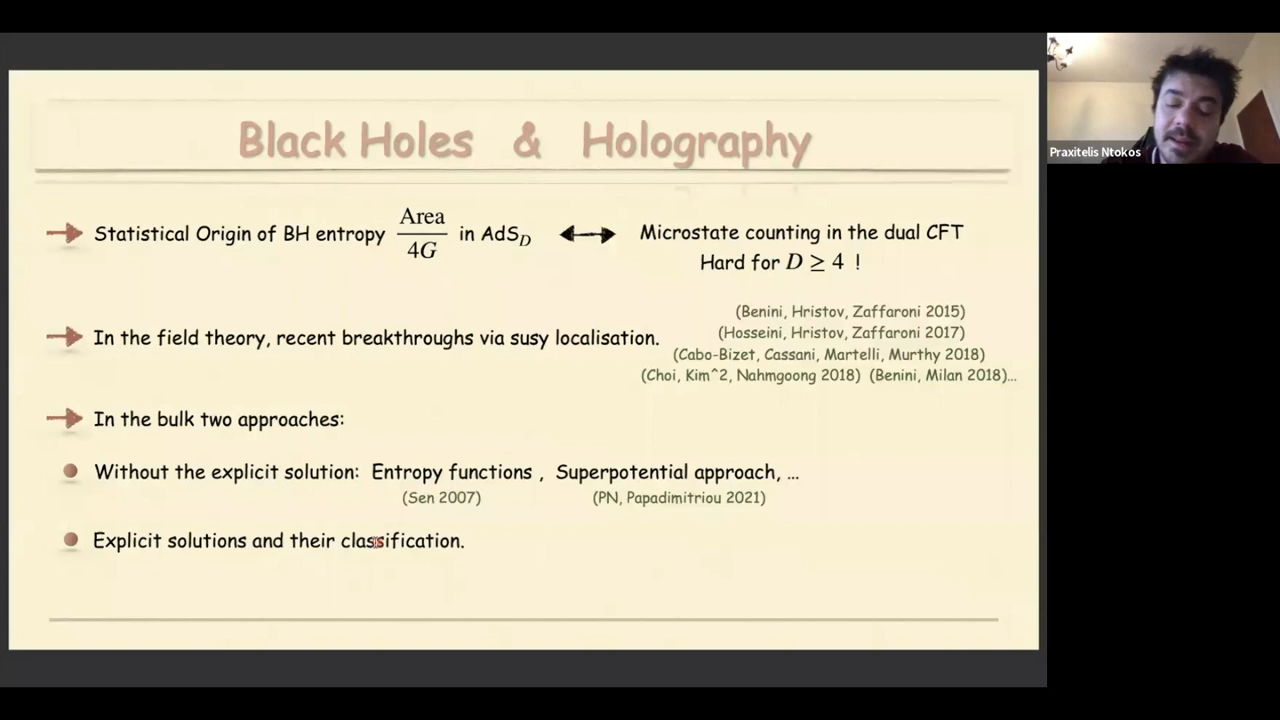 Black Holes & Holography
Statistical Origin of BH entropy Area/4G in AdS_D ↔ Microstate counting in the dual CFT
Hard for D ≥ 4 !
(Benini, Hristov, Zaffaroni 2015)
In the field theory, recent breakthroughs via susy localisation. (Hosseini, Hristov, Zaffaroni 2017)
(Cabo-Bizet, Cassani, Martelli, Murthy 2018)
(Choi, Kim^2, Nahmgoong 2018) (Benini, Milan 2018)...
In the bulk two approaches:
Without the explicit solution: Entropy functions , Superpotential approach, ...
(Sen 2007) (PN, Papadimitriou 2021)
Explicit solutions and their classification.
Praxitelis Ntokos